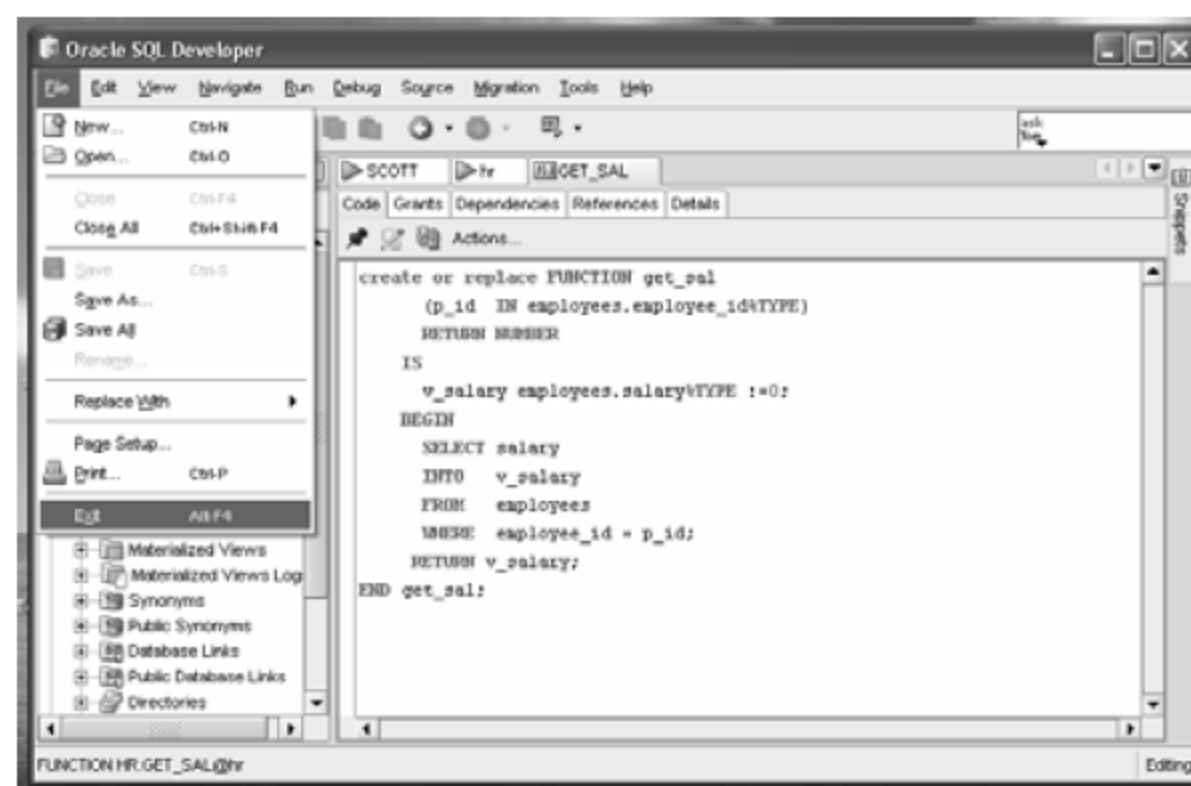 Oracle SQL Developer
File Edit View Navigate Run Debug Source Migration Tools Help
New... Ctrl-N
Open... Ctrl-O
Close Ctrl-F4
Close All Ctrl+Shift-F4
Save Ctrl-S
Save As...
Save All
Rename...
Replace With
Page Setup...
Print... Ctrl-P
Exit Alt-F4
Materialized Views
Materialized Views Log
Synonyms
Public Synonyms
Database Links
Public Database Links
Directories
ask
Tom
SCOTT hr GET_SAL
Code Grants Dependencies References Details
Actions...
create or replace FUNCTION get_sal
(p_id IN employees.employee_id%TYPE)
RETURN NUMBER
IS
v_salary employees.salary%TYPE :=0;
BEGIN
SELECT salary
INTO v_salary
FROM employees
WHERE employee_id = p_id;
RETURN v_salary;
END get_sal;
Snippets
FUNCTION HR.GET_SAL@hr
Editing